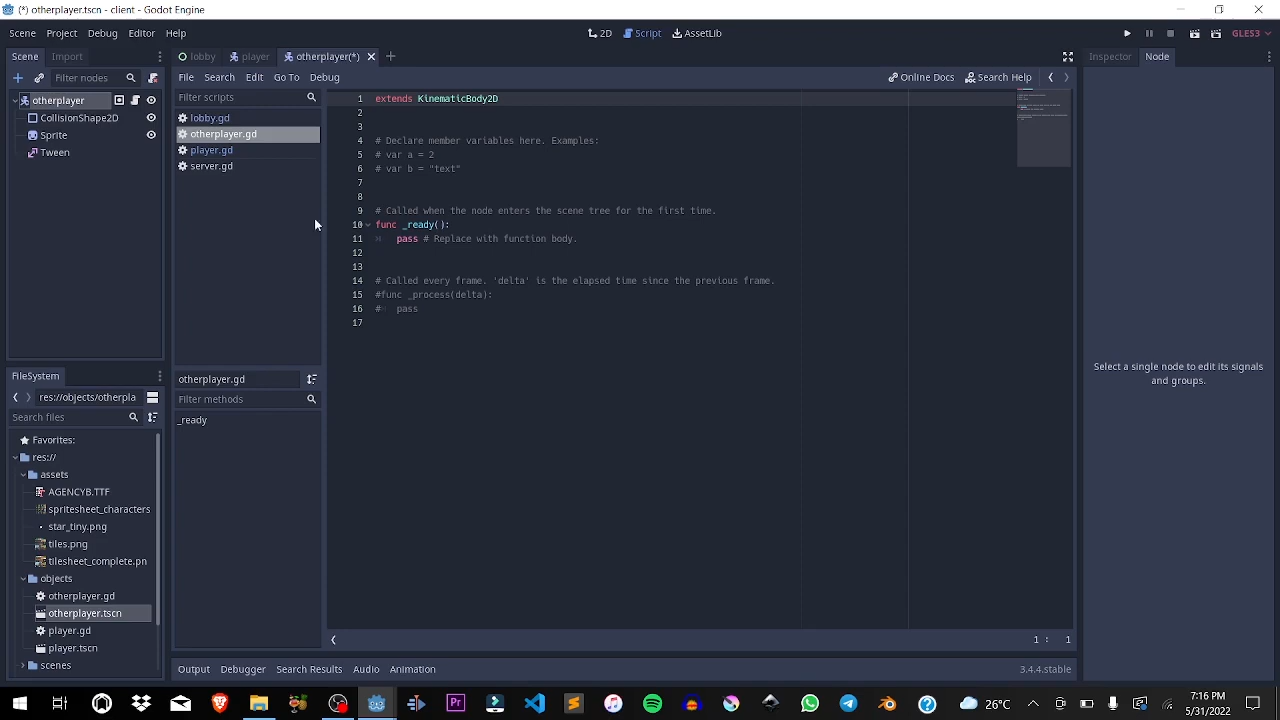 (*) otherplayer.tscn - client - Godot Engine
Scene Project Debug Editor Help
2D Script AssetLib
GLES3
Scene Import
lobby player otherplayer(*)
Inspector Node
Filter nodes
File Search Edit Go To Debug
Online Docs Search Help
otherplayer
CollisionShape2D
Sprite
Tween
Filter scripts
lobby.gd
otherplayer.gd
player.gd
server.gd
otherplayer.gd
Filter methods
_ready
1 extends KinematicBody2D
2
3
4 # Declare member variables here. Examples:
5 # var a = 2
6 # var b = "text"
7
8
9 # Called when the node enters the scene tree for the first time.
10 func _ready():
11 pass # Replace with function body.
12
13
14 # Called every frame. 'delta' is the elapsed time since the previous frame.
15 #func _process(delta):
16 # pass
17
1 : 1
Select a single node to edit its signals
and groups.
FileSystem
res://objects/otherpla
Search files
Favorites:
res://
assets
AGENCYB.TTF
spritesheet_characters
star_tiny.png
tiles.png
tilesheet_complete.pn
objects
otherplayer.gd
otherplayer.tscn
player.gd
player.tscn
scenes
Output Debugger Search Results Audio Animation
3.4.4.stable
26°C
7:16 PM
5/31/2022